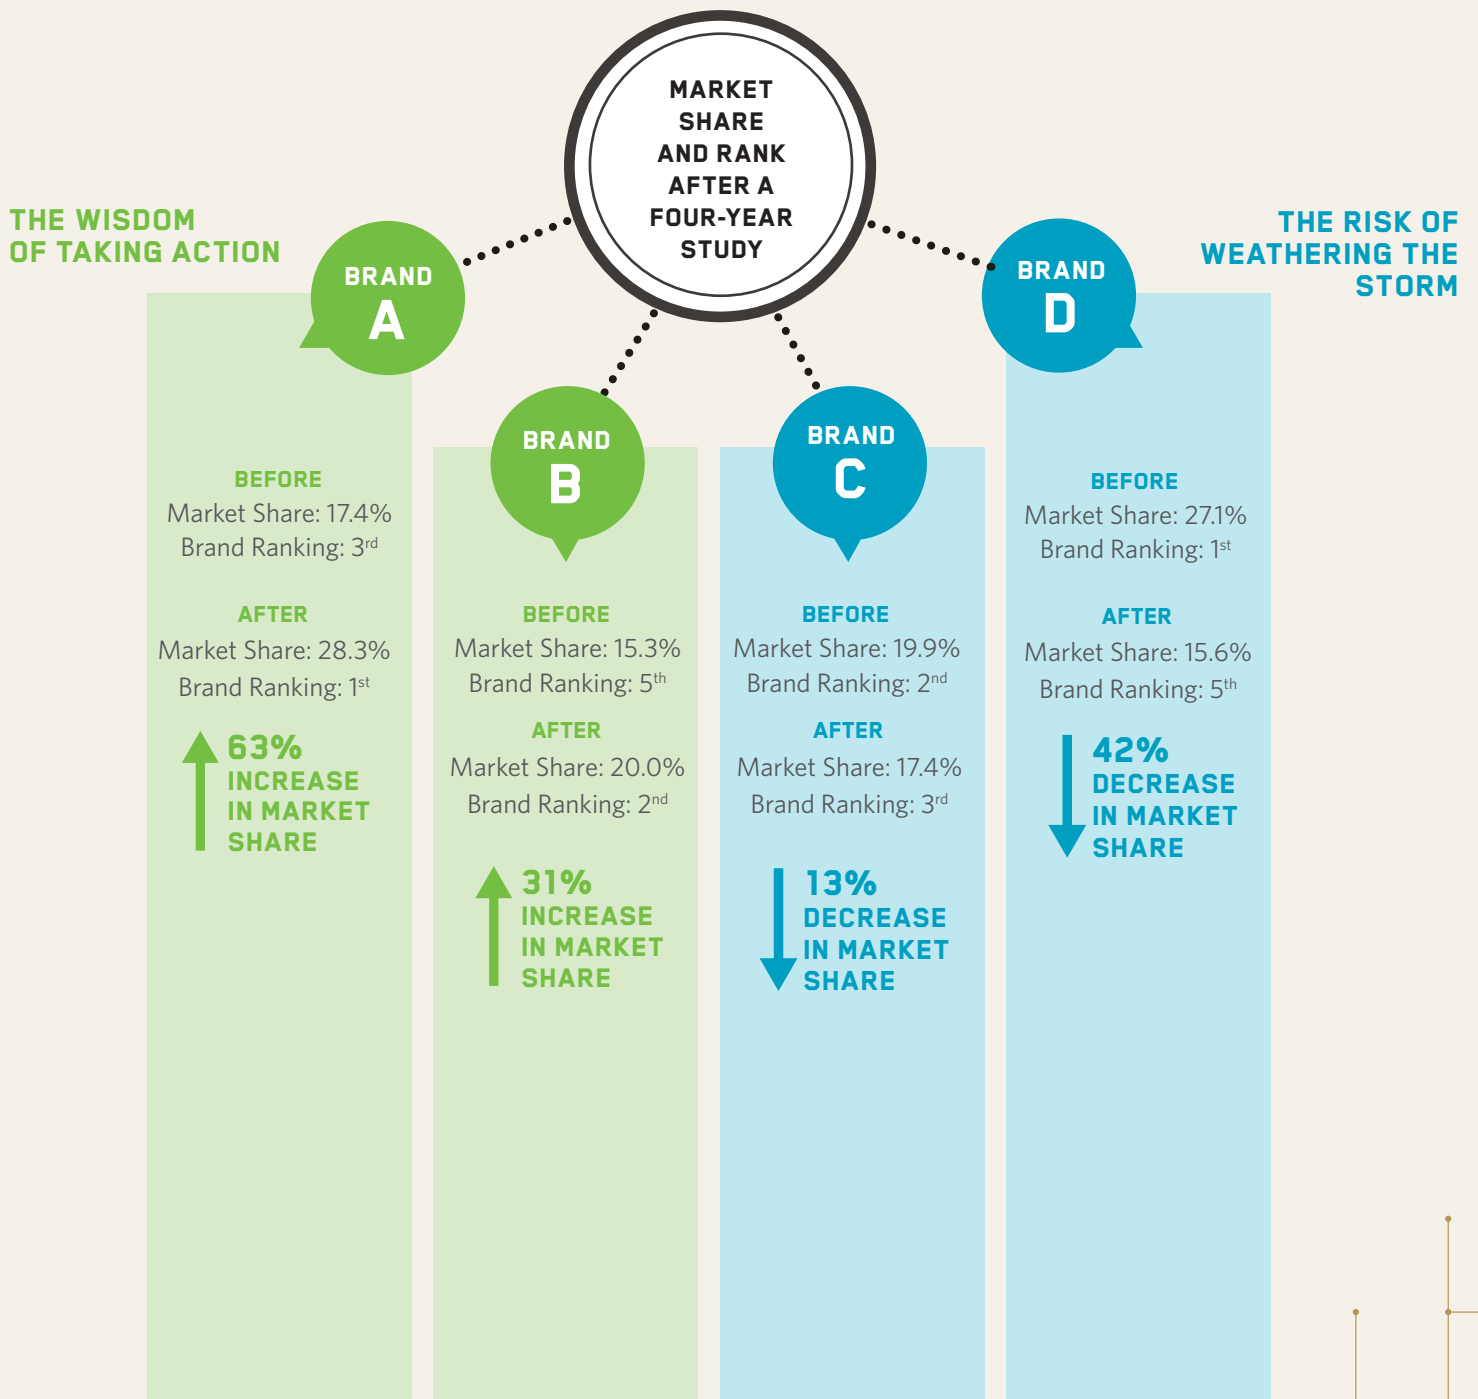 MARKET
SHARE
AND RANK
AFTER A
FOUR-YEAR
STUDY
THE WISDOM
OF TAKING ACTION
BRAND
A
BEFORE
Market Share: 17.4%
Brand Ranking: 3rd
AFTER
Market Share: 28.3%
Brand Ranking: 1st
63%
INCREASE
IN MARKET
SHARE
BRAND
B
BEFORE
Market Share: 15.3%
Brand Ranking: 5th
AFTER
Market Share: 20.0%
Brand Ranking: 2nd
31%
INCREASE
IN MARKET
SHARE
BRAND
C
BEFORE
Market Share: 19.9%
Brand Ranking: 2nd
AFTER
Market Share: 17.4%
Brand Ranking: 3rd
13%
DECREASE
IN MARKET
SHARE
THE RISK OF
WEATHERING THE
STORM
BRAND
D
BEFORE
Market Share: 27.1%
Brand Ranking: 1st
AFTER
Market Share: 15.6%
Brand Ranking: 5th
42%
DECREASE
IN MARKET
SHARE